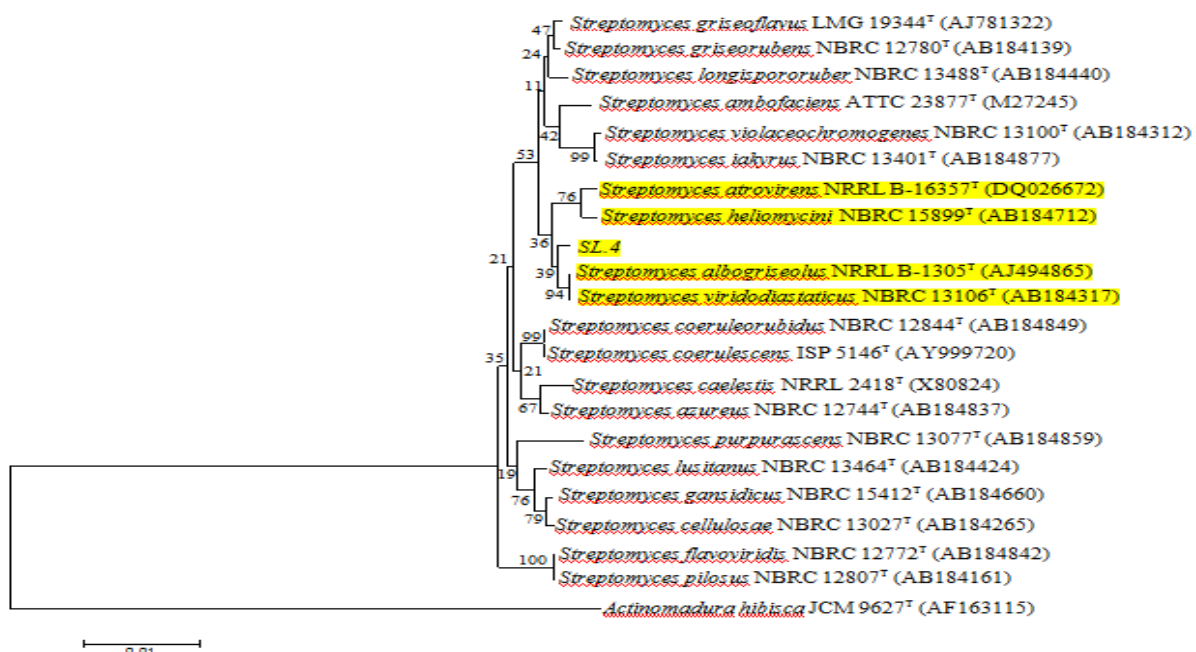 47
Streptomyces griseoflavus LMG 19344ᵀ (AJ781322)
Streptomyces griseorubens NBRC 12780ᵀ (AB184139)
24
Streptomyces longispororuber NBRC 13488ᵀ (AB184440)
11
Streptomyces ambofaciens ATTC 23877ᵀ (M27245)
42
Streptomyces violaceochromogenes NBRC 13100ᵀ (AB184312)
99
Streptomyces iakyrus NBRC 13401ᵀ (AB184877)
53
Streptomyces atrovirens NRRL B-16357ᵀ (DQ026672)
76
Streptomyces heliomycini NBRC 15899ᵀ (AB184712)
36
SL.4
39
Streptomyces albogriseolus NRRL B-1305ᵀ (AJ494865)
94
Streptomyces viridodiastaticus NBRC 13106ᵀ (AB184317)
21
Streptomyces coeruleorubidus NBRC 12844ᵀ (AB184849)
99
Streptomyces coerulescens ISP 5146ᵀ (AY999720)
35
21
Streptomyces caelestis NRRL 2418ᵀ (X80824)
67
Streptomyces azureus NBRC 12744ᵀ (AB184837)
Streptomyces purpurascens NBRC 13077ᵀ (AB184859)
19
Streptomyces lusitanus NBRC 13464ᵀ (AB184424)
76
Streptomyces gansidicus NBRC 15412ᵀ (AB184660)
79
Streptomyces cellulosae NBRC 13027ᵀ (AB184265)
100
Streptomyces flavoviridis NBRC 12772ᵀ (AB184842)
Streptomyces pilosus NBRC 12807ᵀ (AB184161)
Actinomadura hibisca JCM 9627ᵀ (AF163115)